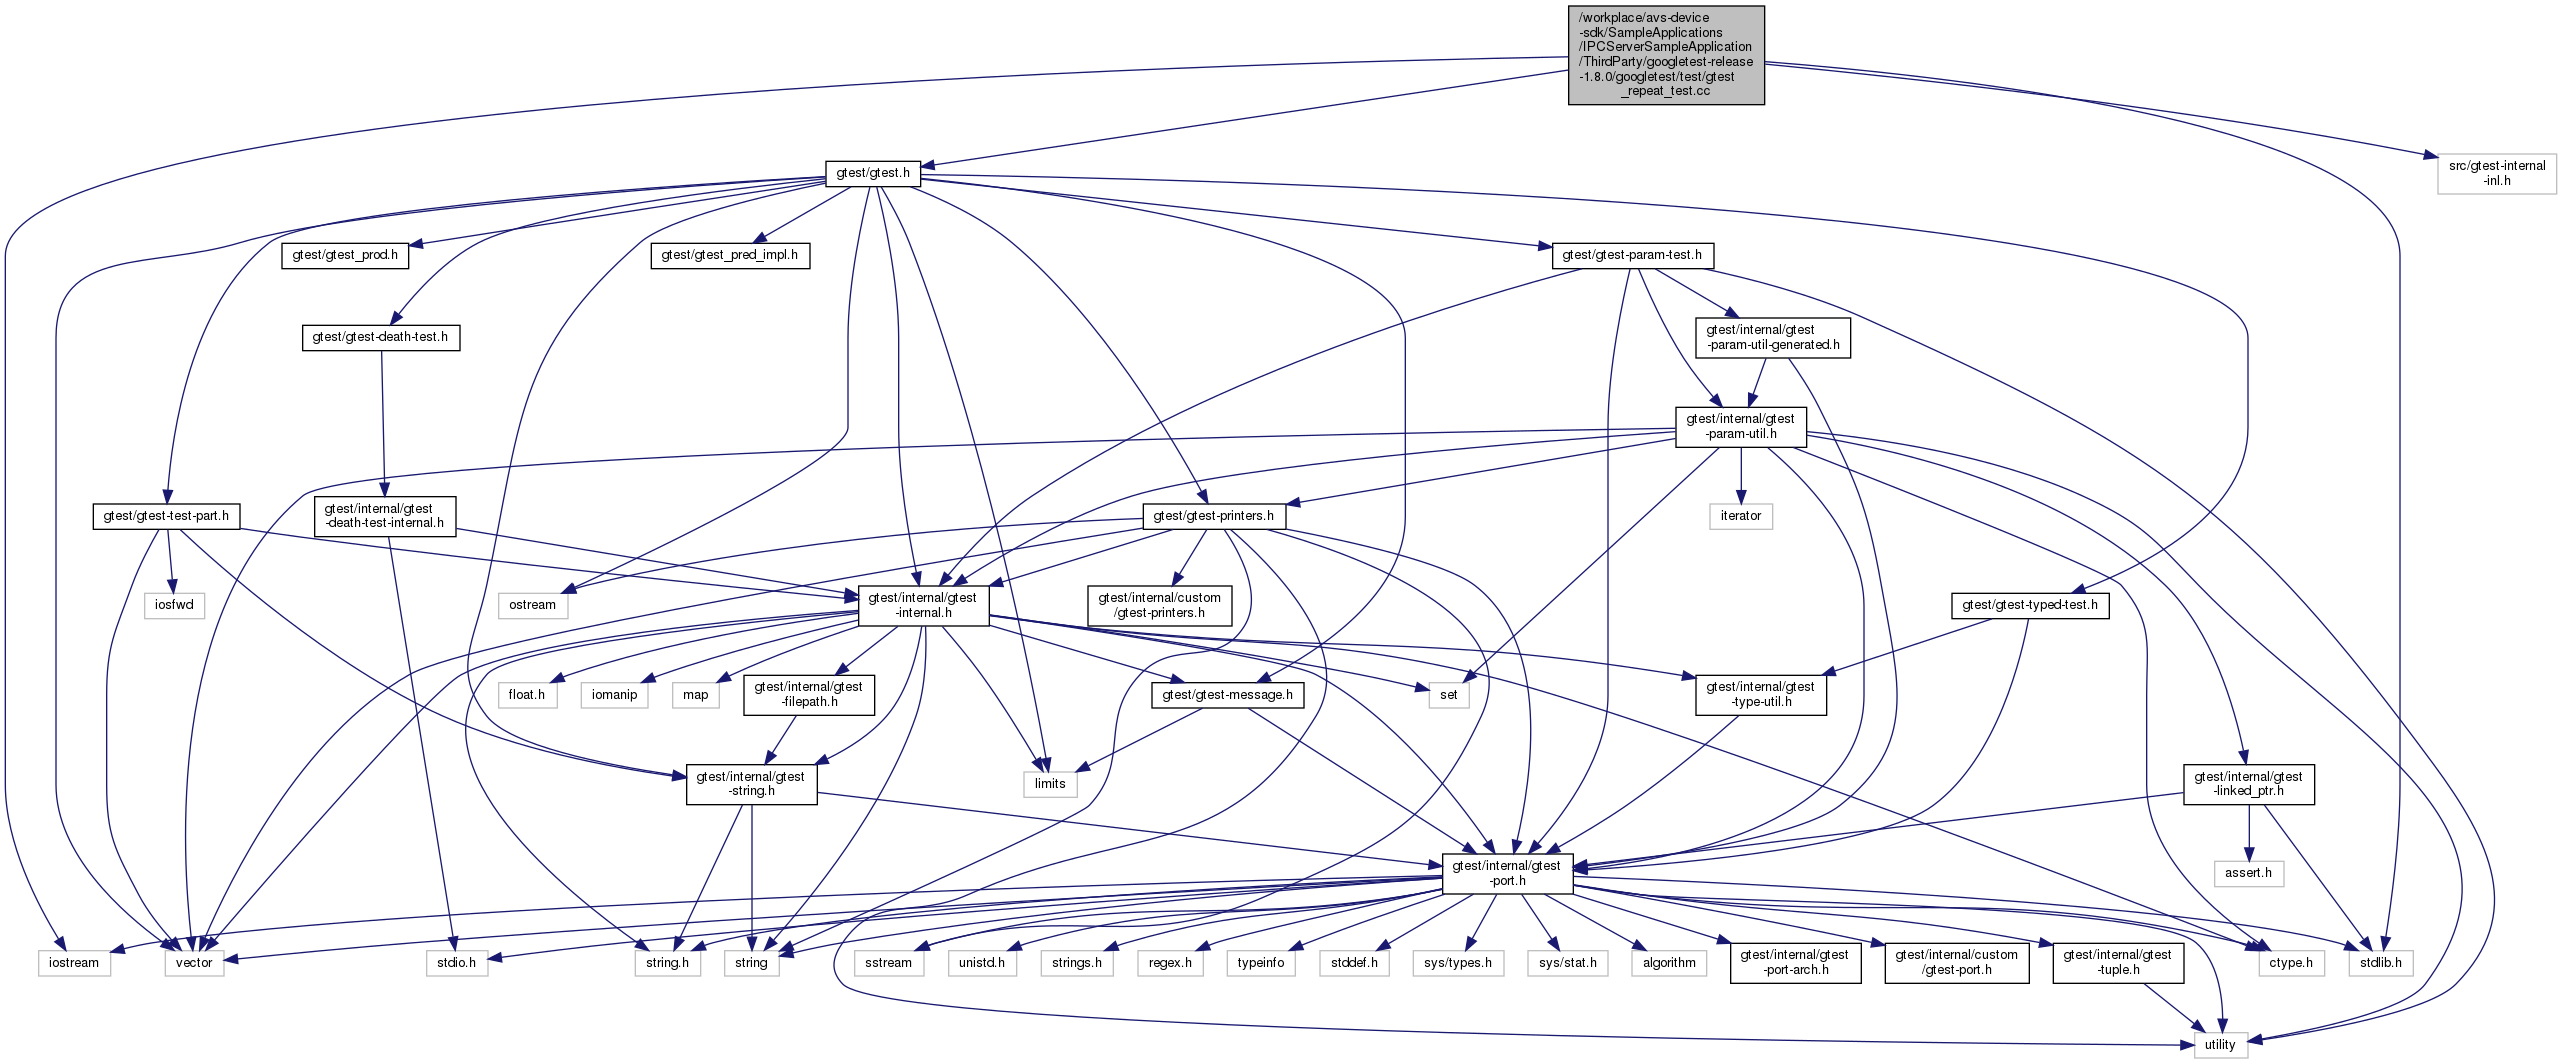 /workplace/avs-device
-sdk/SampleApplications
/IPCServerSampleApplication
/ThirdParty/googletest-release
-1.8.0/googletest/test/gtest
_repeat_test.cc
gtest/gtest.h
src/gtest-internal
-inl.h
gtest/gtest_prod.h
gtest/gtest_pred_impl.h
gtest/gtest-param-test.h
gtest/gtest-death-test.h
gtest/internal/gtest
-param-util-generated.h
gtest/internal/gtest
-param-util.h
gtest/gtest-test-part.h
gtest/internal/gtest
-death-test-internal.h
gtest/gtest-printers.h
iterator
iosfwd
ostream
gtest/internal/gtest
-internal.h
gtest/internal/custom
/gtest-printers.h
gtest/gtest-typed-test.h
float.h
iomanip
map
gtest/internal/gtest
-filepath.h
gtest/gtest-message.h
set
gtest/internal/gtest
-type-util.h
gtest/internal/gtest
-string.h
limits
gtest/internal/gtest
-linked_ptr.h
gtest/internal/gtest
-port.h
assert.h
iostream
vector
stdio.h
string.h
string
sstream
unistd.h
strings.h
regex.h
typeinfo
stddef.h
sys/types.h
sys/stat.h
algorithm
gtest/internal/gtest
-port-arch.h
gtest/internal/custom
/gtest-port.h
gtest/internal/gtest
-tuple.h
ctype.h
stdlib.h
utility